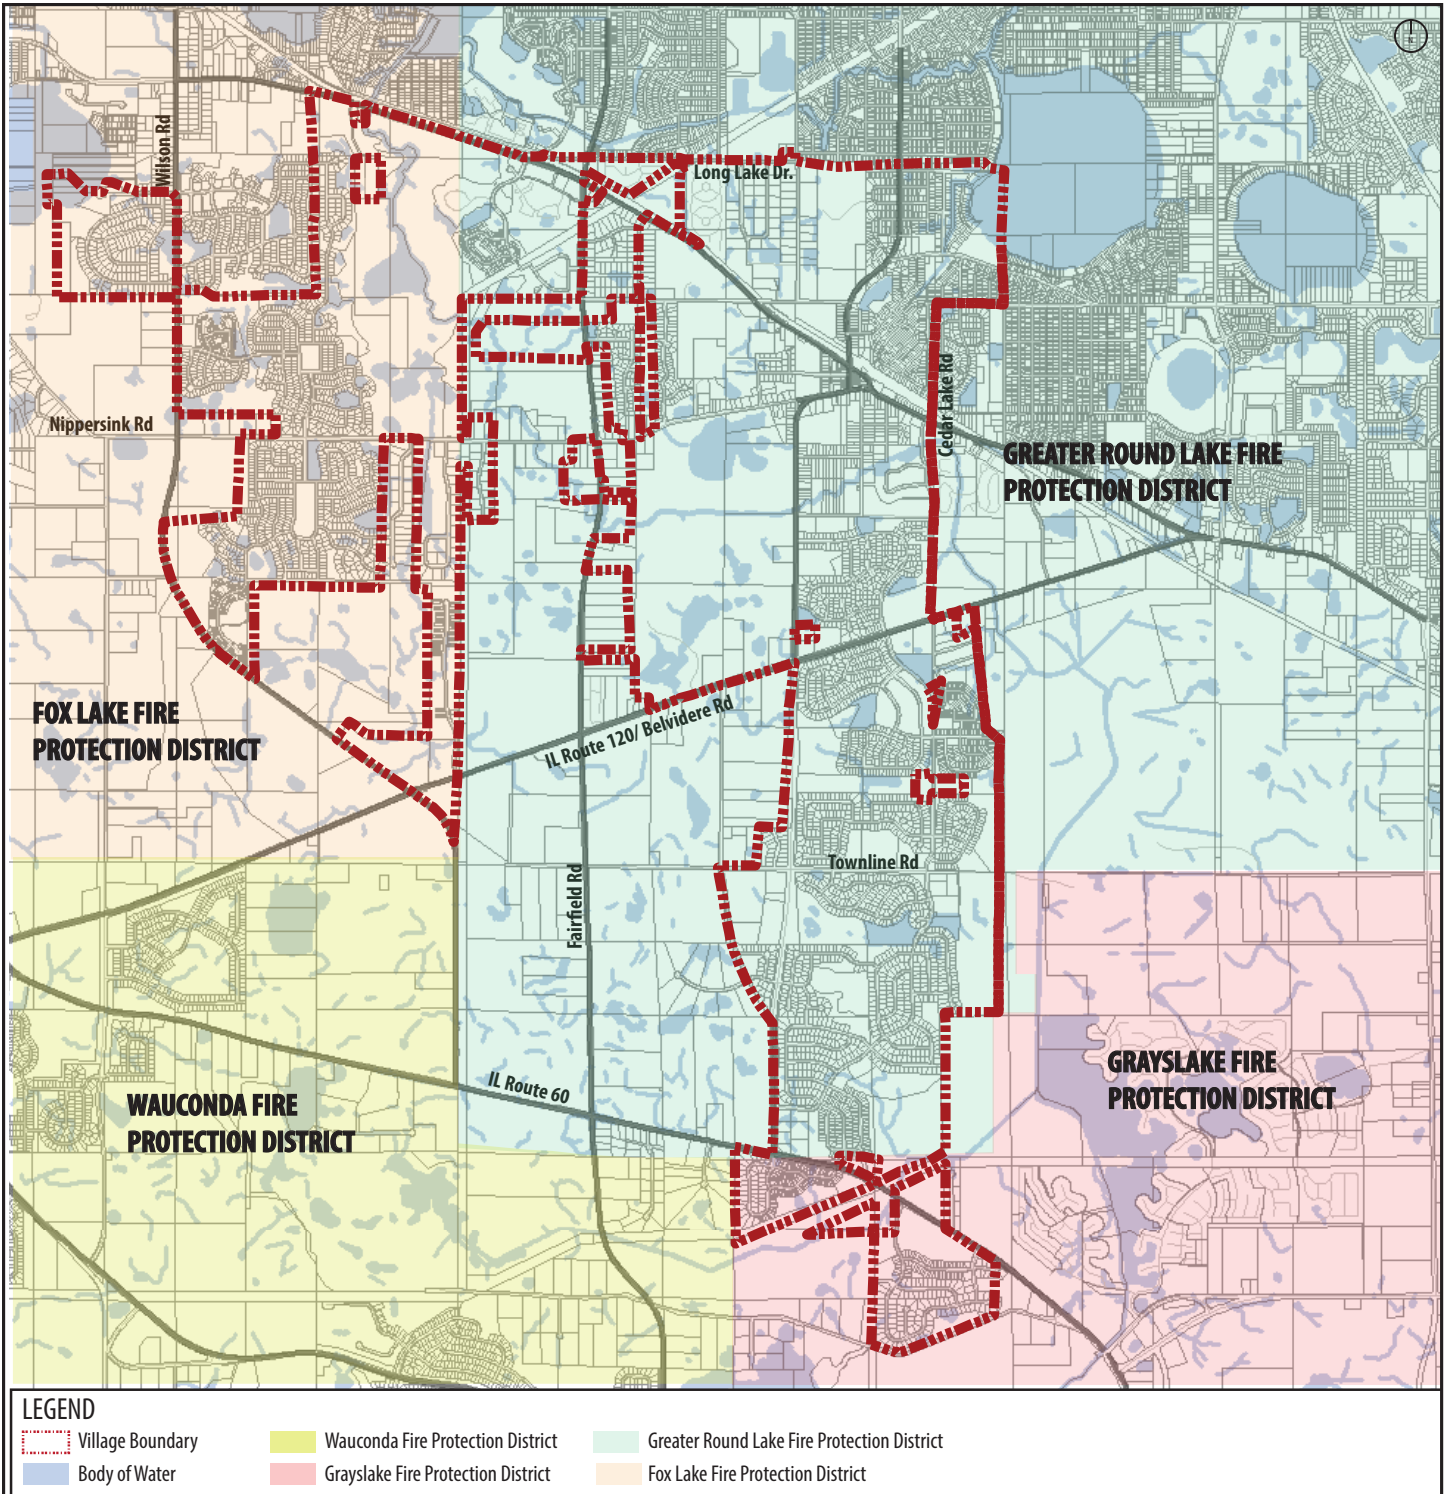 N
Wilson Rd
Long Lake Dr.
Nippersink Rd
Cedar Lake Rd
GREATER ROUND LAKE FIRE
PROTECTION DISTRICT
FOX LAKE FIRE
PROTECTION DISTRICT
IL Route 120/ Belvidere Rd
Townline Rd
Fairfield Rd
GRAYSLAKE FIRE
PROTECTION DISTRICT
IL Route 60
WAUCONDA FIRE
PROTECTION DISTRICT
LEGEND
Village Boundary
Wauconda Fire Protection District
Greater Round Lake Fire Protection District
Body of Water
Grayslake Fire Protection District
Fox Lake Fire Protection District